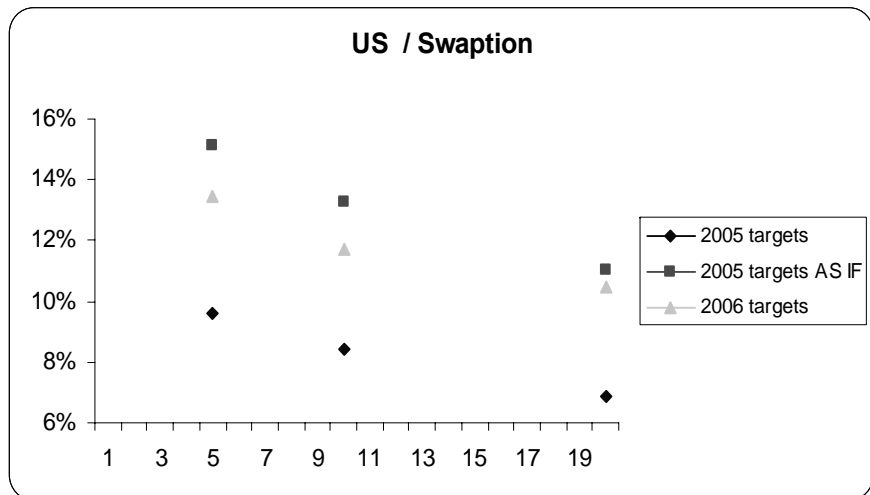 US / Swaption
16%
14%
12%
10%
8%
6%
1 3 5 7 9 11 13 15 17 19
2005 targets
2005 targets AS IF
2006 targets